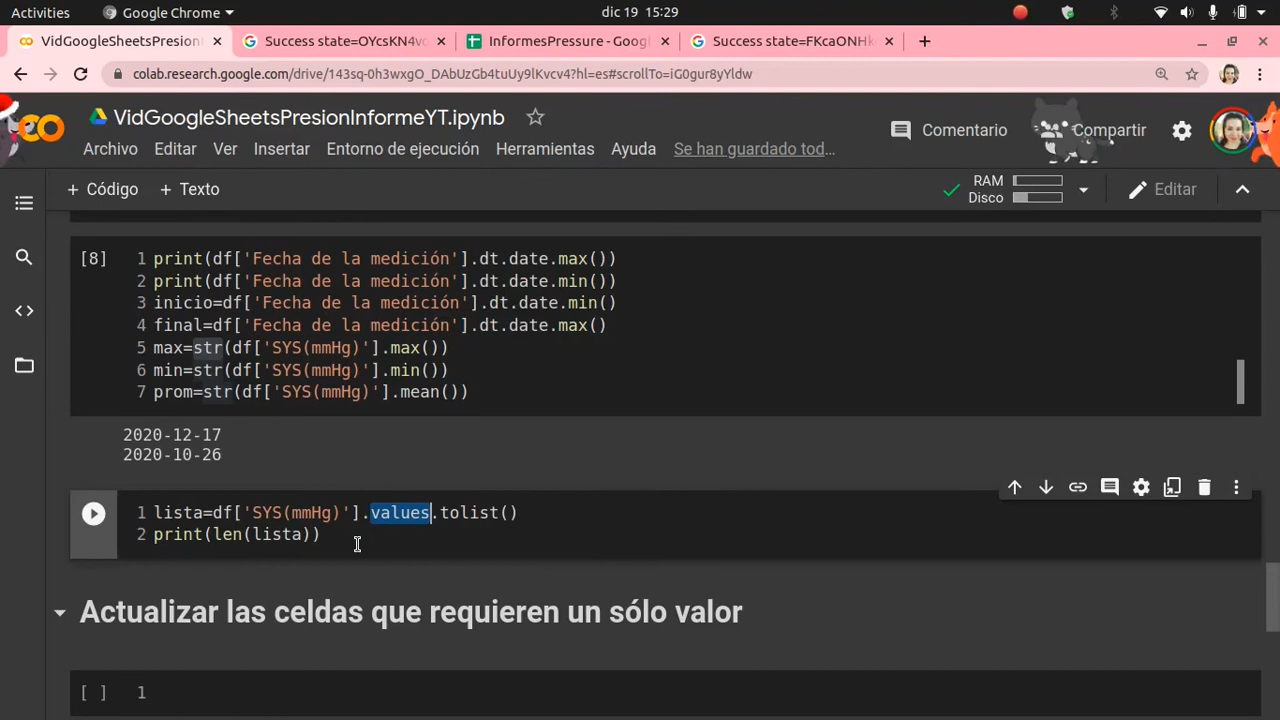 Activities
Google Chrome
dic 19 15:29
VidGoogleSheetsPresion
Success state=OYcsKN4v
InformesPressure - Goog
Success state=FKcaONHk
colab.research.google.com/drive/143sq-0h3wxgO_DAbUzGb4tuUy9lKvcv4?hl=es#scrollTo=iG0gur8yYldw
VidGoogleSheetsPresionInformeYT.ipynb
Comentario
Compartir
Archivo Editar Ver Insertar Entorno de ejecución Herramientas Ayuda Se han guardado tod...
+ Código + Texto
RAM
Disco
Editar
[8] 1 print(df['Fecha de la medición'].dt.date.max())
2 print(df['Fecha de la medición'].dt.date.min())
3 inicio=df['Fecha de la medición'].dt.date.min()
4 final=df['Fecha de la medición'].dt.date.max()
5 max=str(df['SYS(mmHg)'].max())
6 min=str(df['SYS(mmHg)'].min())
7 prom=str(df['SYS(mmHg)'].mean())
2020-12-17
2020-10-26
1 lista=df['SYS(mmHg)'].values.tolist()
2 print(len(lista))
Actualizar las celdas que requieren un sólo valor
[ ] 1